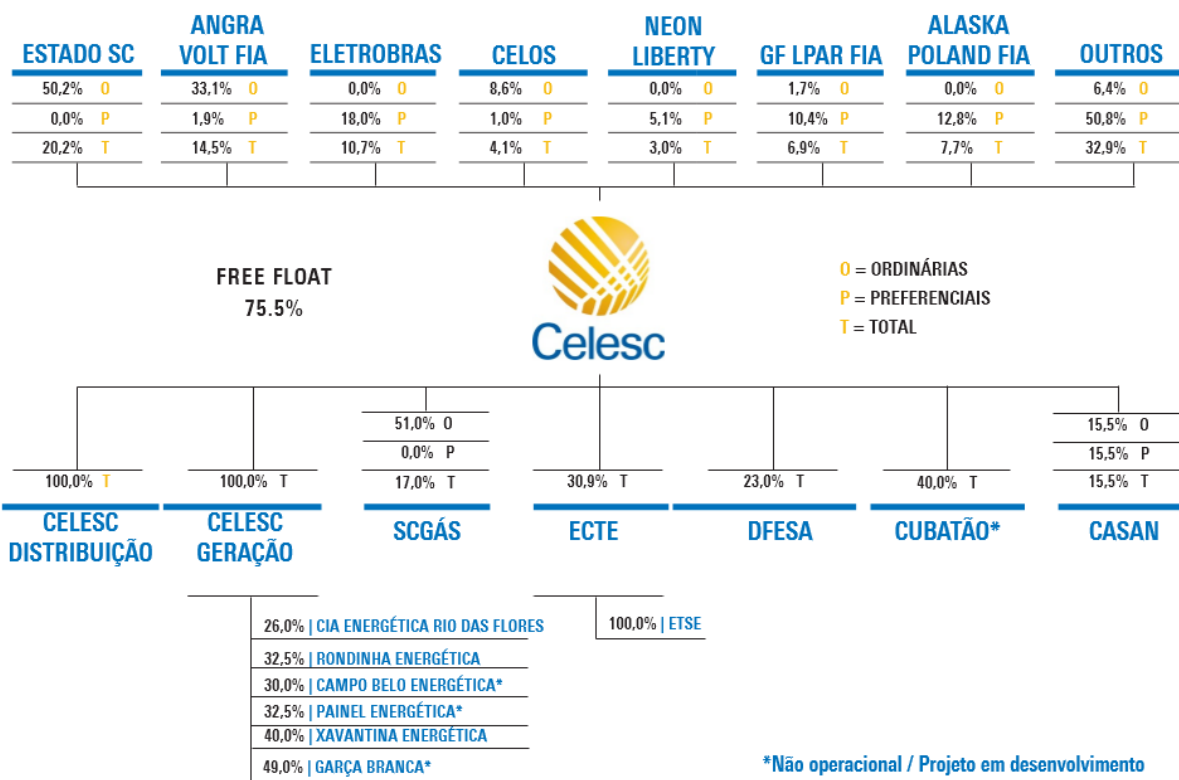 ESTADO SC
ANGRA
VOLT FIA
ELETROBRAS
CELOS
NEON
LIBERTY
GF LPAR FIA
ALASKA
POLAND FIA
OUTROS
50,2% O
33,1% O
0,0% O
8,6% O
0,0% O
1,7% O
0,0% O
6,4% O
0,0% P
1,9% P
18,0% P
1,0% P
5,1% P
10,4% P
12,8% P
50,8% P
20,2% T
14,5% T
10,7% T
4,1% T
3,0% T
6,9% T
7,7% T
32,9% T
FREE FLOAT
75.5%
Celesc
O = ORDINÁRIAS
P = PREFERENCIAIS
T = TOTAL
51,0% O
0,0% P
15,5% O
15,5% P
100,0% T
100,0% T
17,0% T
30,9% T
23,0% T
40,0% T
15,5% T
CELESC
DISTRIBUIÇÃO
CELESC
GERAÇÃO
SCGÁS
ECTE
DFESA
CUBATÃO*
CASAN
26,0% | CIA ENERGÉTICA RIO DAS FLORES
32,5% | RONDINHA ENERGÉTICA
30,0% | CAMPO BELO ENERGÉTICA*
32,5% | PAINEL ENERGÉTICA*
40,0% | XAVANTINA ENERGÉTICA
49,0% | GARÇA BRANCA*
100,0% | ETSE
*Não operacional / Projeto em desenvolvimento